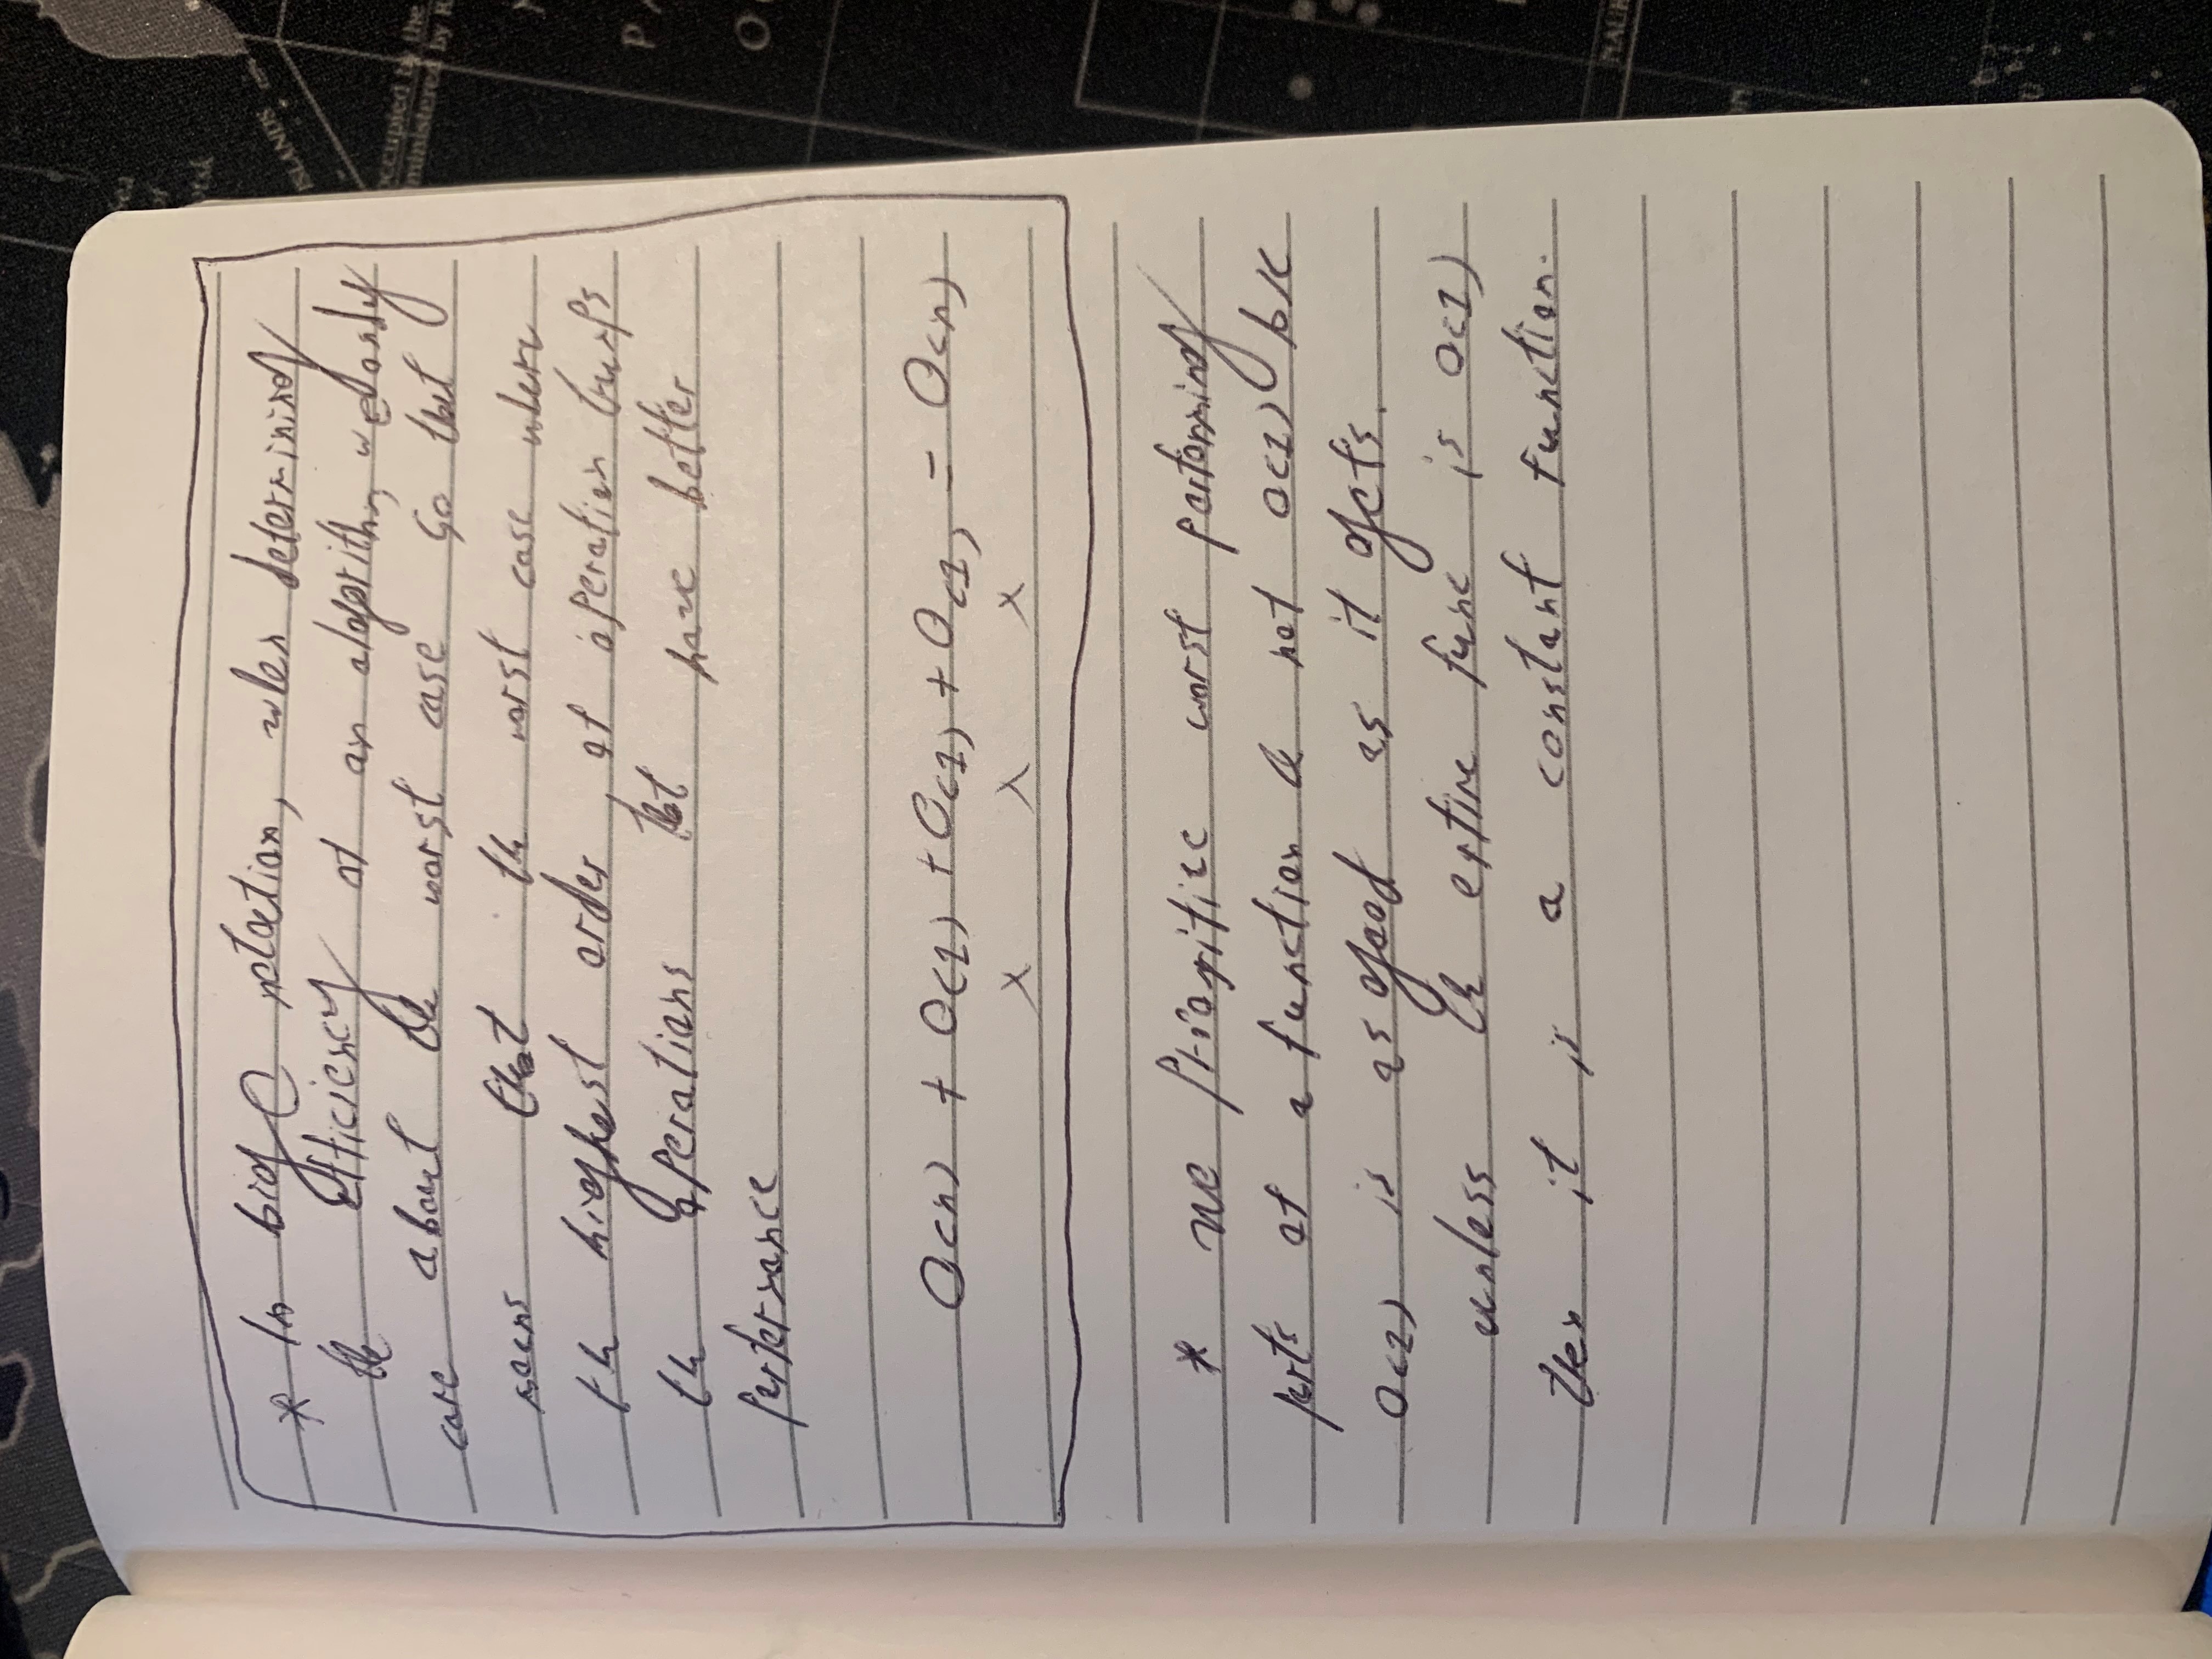 * In big O notation, when determining
the efficiency of an algorithm, we only
care about the worst case. So that
means that the worst case where
the highest order of operation trumps
the operations that have better
performance
O(n) + O(1) + O(1) + O(1) = O(n)
x x x
* we prioritize worst performing
parts of a function & not O(1) b/c
O(1) is as good as it gets.
unless the entire func is O(1)
then it is a constant function.